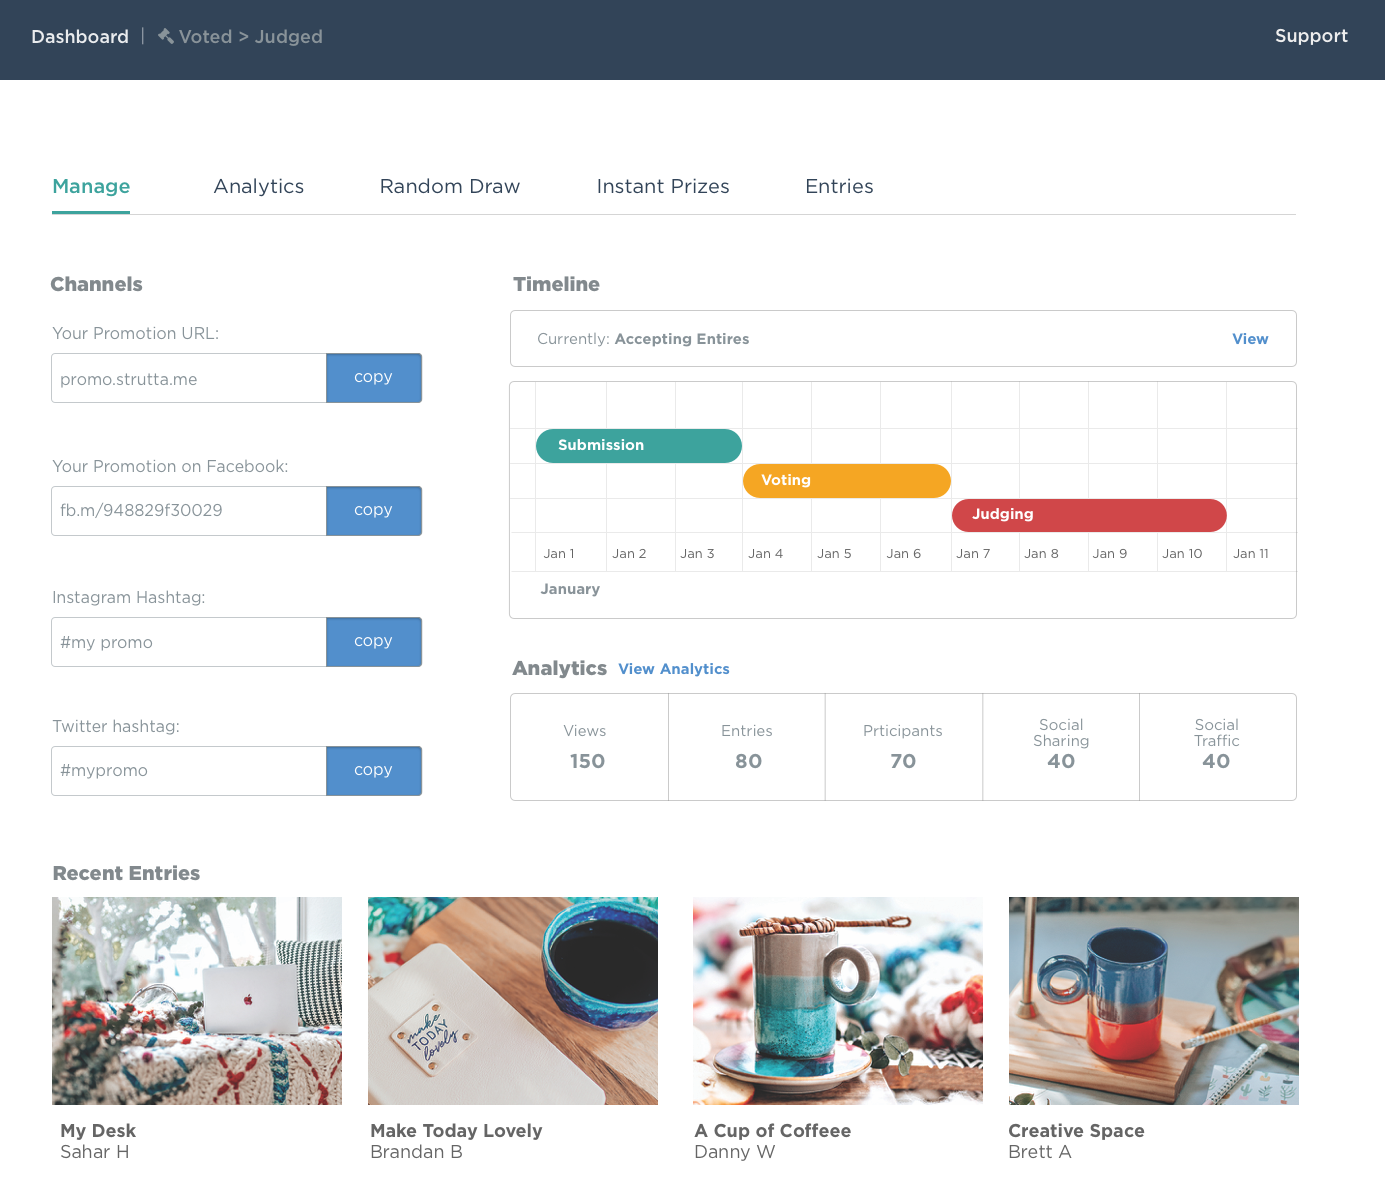 Dashboard | Voted > Judged
Support
Manage
Analytics
Random Draw
Instant Prizes
Entries
Channels
Your Promotion URL:
promo.strutta.me
copy
Your Promotion on Facebook:
fb.m/948829f30029
copy
Instagram Hashtag:
#my promo
copy
Twitter hashtag:
#mypromo
copy
Timeline
Currently: Accepting Entires
View
Submission
Voting
Judging
Jan 1
Jan 2
Jan 3
Jan 4
Jan 5
Jan 6
Jan 7
Jan 8
Jan 9
Jan 10
Jan 11
January
Analytics
View Analytics
Views
150
Entries
80
Prticipants
70
Social
Sharing
40
Social
Traffic
40
Recent Entries
make
TODAY
lovely
My Desk
Sahar H
Make Today Lovely
Brandan B
A Cup of Coffeee
Danny W
Creative Space
Brett A